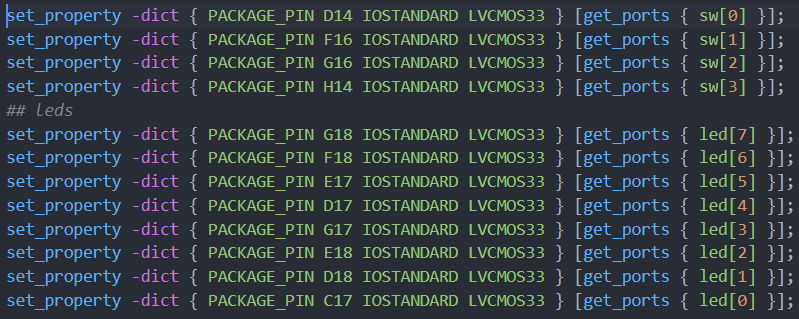 set_property -dict { PACKAGE_PIN D14 IOSTANDARD LVCMOS33 } [get_ports { sw[0] }];
set_property -dict { PACKAGE_PIN F16 IOSTANDARD LVCMOS33 } [get_ports { sw[1] }];
set_property -dict { PACKAGE_PIN G16 IOSTANDARD LVCMOS33 } [get_ports { sw[2] }];
set_property -dict { PACKAGE_PIN H14 IOSTANDARD LVCMOS33 } [get_ports { sw[3] }];
## leds
set_property -dict { PACKAGE_PIN G18 IOSTANDARD LVCMOS33 } [get_ports { led[7] }];
set_property -dict { PACKAGE_PIN F18 IOSTANDARD LVCMOS33 } [get_ports { led[6] }];
set_property -dict { PACKAGE_PIN E17 IOSTANDARD LVCMOS33 } [get_ports { led[5] }];
set_property -dict { PACKAGE_PIN D17 IOSTANDARD LVCMOS33 } [get_ports { led[4] }];
set_property -dict { PACKAGE_PIN G17 IOSTANDARD LVCMOS33 } [get_ports { led[3] }];
set_property -dict { PACKAGE_PIN E18 IOSTANDARD LVCMOS33 } [get_ports { led[2] }];
set_property -dict { PACKAGE_PIN D18 IOSTANDARD LVCMOS33 } [get_ports { led[1] }];
set_property -dict { PACKAGE_PIN C17 IOSTANDARD LVCMOS33 } [get_ports { led[0] }];